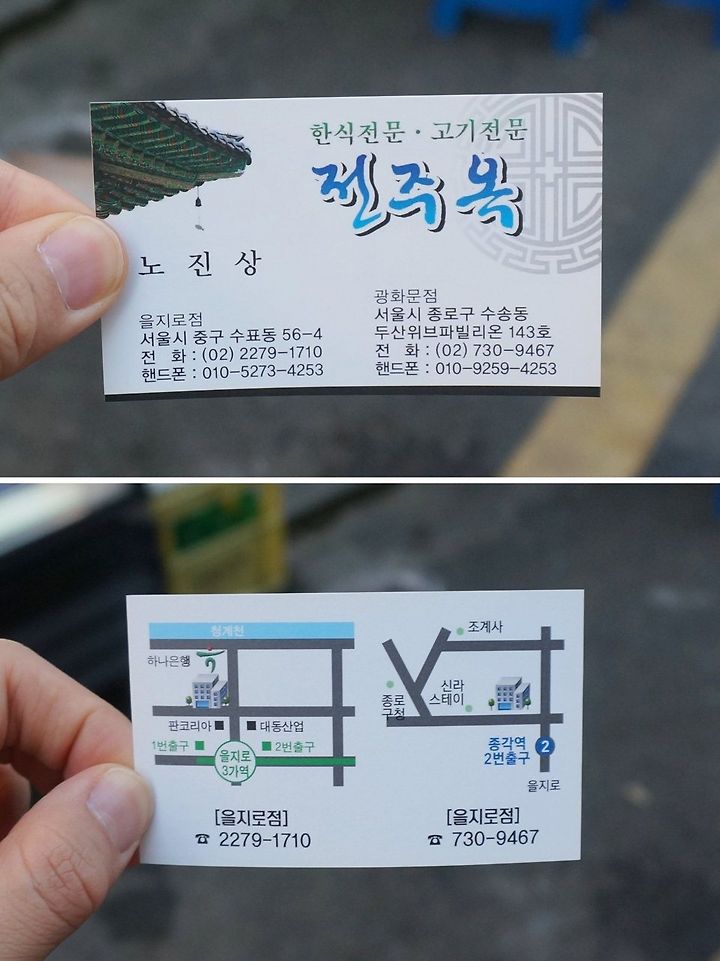 한식전문 · 고기전문
전주옥
노 진 상
을지로점
서울시 중구 수표동 56-4
전 화 : (02) 2279-1710
핸드폰 : 010-5273-4253
광화문점
서울시 종로구 수송동
두산위브파빌리온 143호
전 화 : (02) 730-9467
핸드폰 : 010-9259-4253
청계천
하나은행
판코리아
대동산업
1번출구
2번출구
을지로
3가역
[을지로점]
☎ 2279-1710
조계사
종로
구청
신라
스테이
종각역
2번출구
2
을지로
[을지로점]
☎ 730-9467